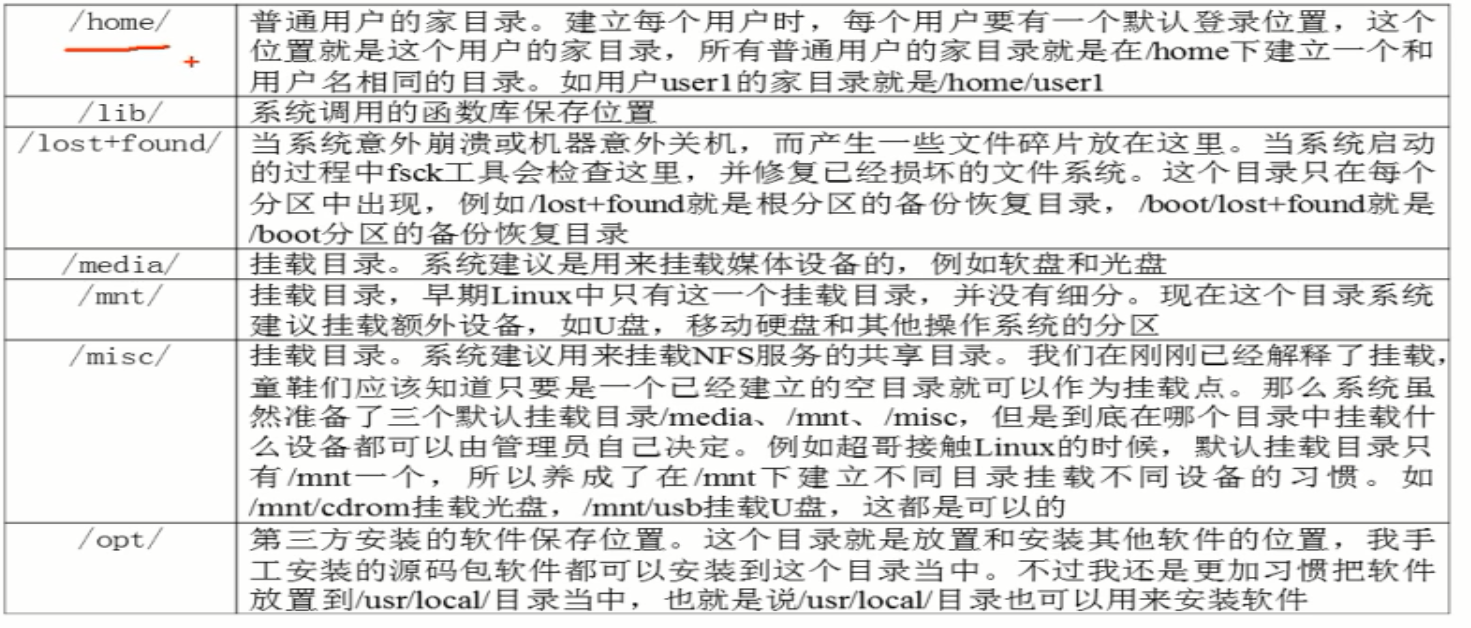 /home/
普通用户的家目录。建立每个用户时，每个用户要有一个默认登录位置，这个
位置就是这个用户的家目录，所有普通用户的家目录就是在/home下建立一个和
用户名相同的目录。如用户user1的家目录就是/home/user1
/lib/
系统调用的函数库保存位置
/lost+found/
当系统意外崩溃或机器意外关机，而产生一些文件碎片放在这里。当系统启动
的过程中fsck工具会检查这里，并修复已经损坏的文件系统。这个目录只在每个
分区中出现，例如/lost+found就是根分区的备份恢复目录，/boot/lost+found就是
/boot分区的备份恢复目录
/media/
挂载目录。系统建议是用来挂载媒体设备的，例如软盘和光盘
/mnt/
挂载目录，早期Linux中只有这一个挂载目录，并没有细分。现在这个目录系统
建议挂载额外设备，如U盘，移动硬盘和其他操作系统的分区
/misc/
挂载目录。系统建议用来挂载NFS服务的共享目录。我们在刚刚已经解释了挂载，
童鞋们应该知道只要是一个已经建立的空目录就可以作为挂载点。那么系统虽
然准备了三个默认挂载目录/media、/mnt、/misc，但是到底在哪个目录中挂载什
么设备都可以由管理员自己决定。例如超哥接触Linux的时候，默认挂载目录只
有/mnt一个，所以养成了在/mnt下建立不同目录挂载不同设备的习惯。如
/mnt/cdrom挂载光盘，/mnt/usb挂载U盘，这都是可以的
/opt/
第三方安装的软件保存位置。这个目录就是放置和安装其他软件的位置，我手
工安装的源码包软件都可以安装到这个目录当中。不过我还是更加习惯把软件
放置到/usr/local/目录当中，也就是说/usr/local/目录也可以用来安装软件